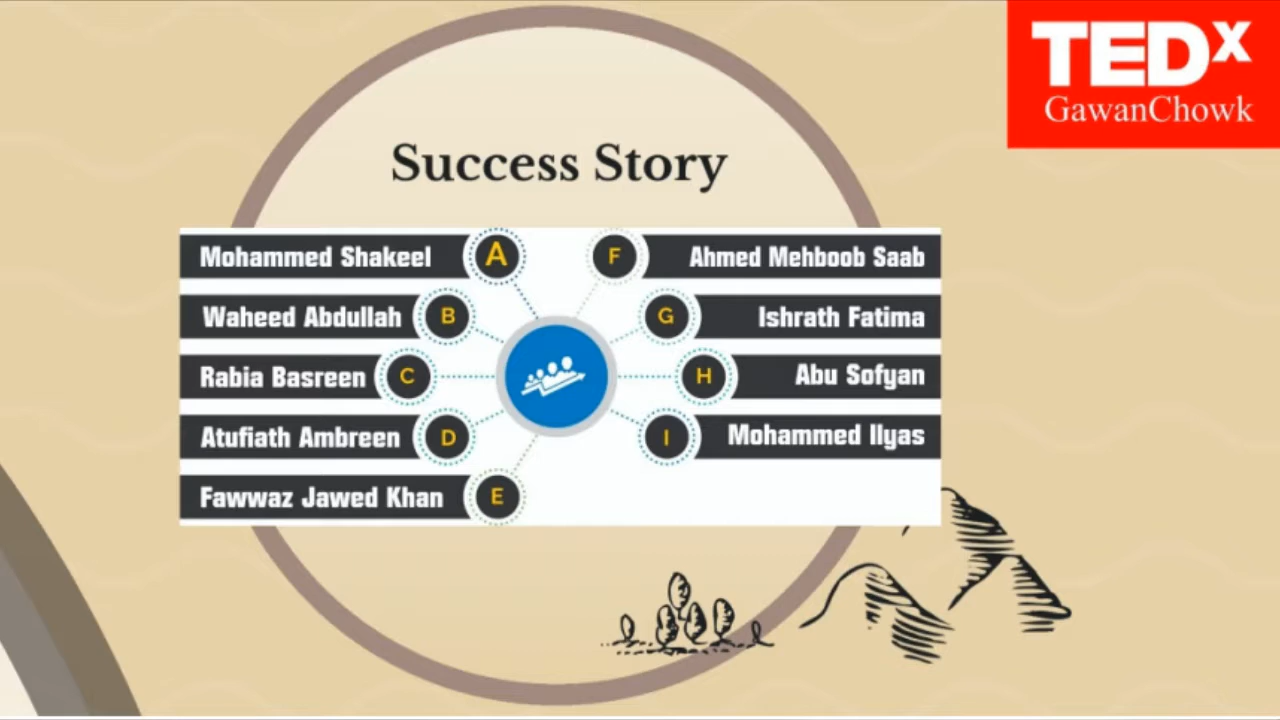 TEDx
GawanChowk
Success Story
Mohammed Shakeel A
Waheed Abdullah B
Rabia Basreen C
Atufiath Ambreen D
Fawwaz Jawed Khan E
F Ahmed Mehboob Saab
G Ishrath Fatima
H Abu Sofyan
I Mohammed Ilyas